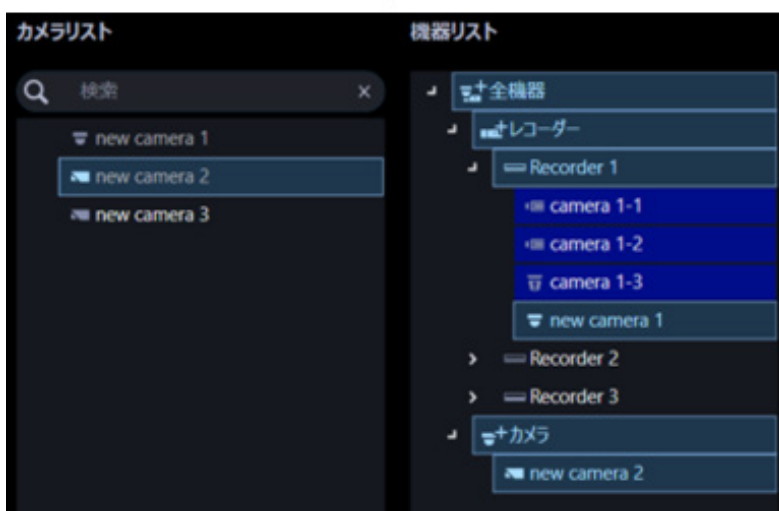 カメラリスト
検索
new camera 1
new camera 2
new camera 3
機器リスト
全機器
レコーダー
Recorder 1
camera 1-1
camera 1-2
camera 1-3
new camera 1
Recorder 2
Recorder 3
カメラ
new camera 2